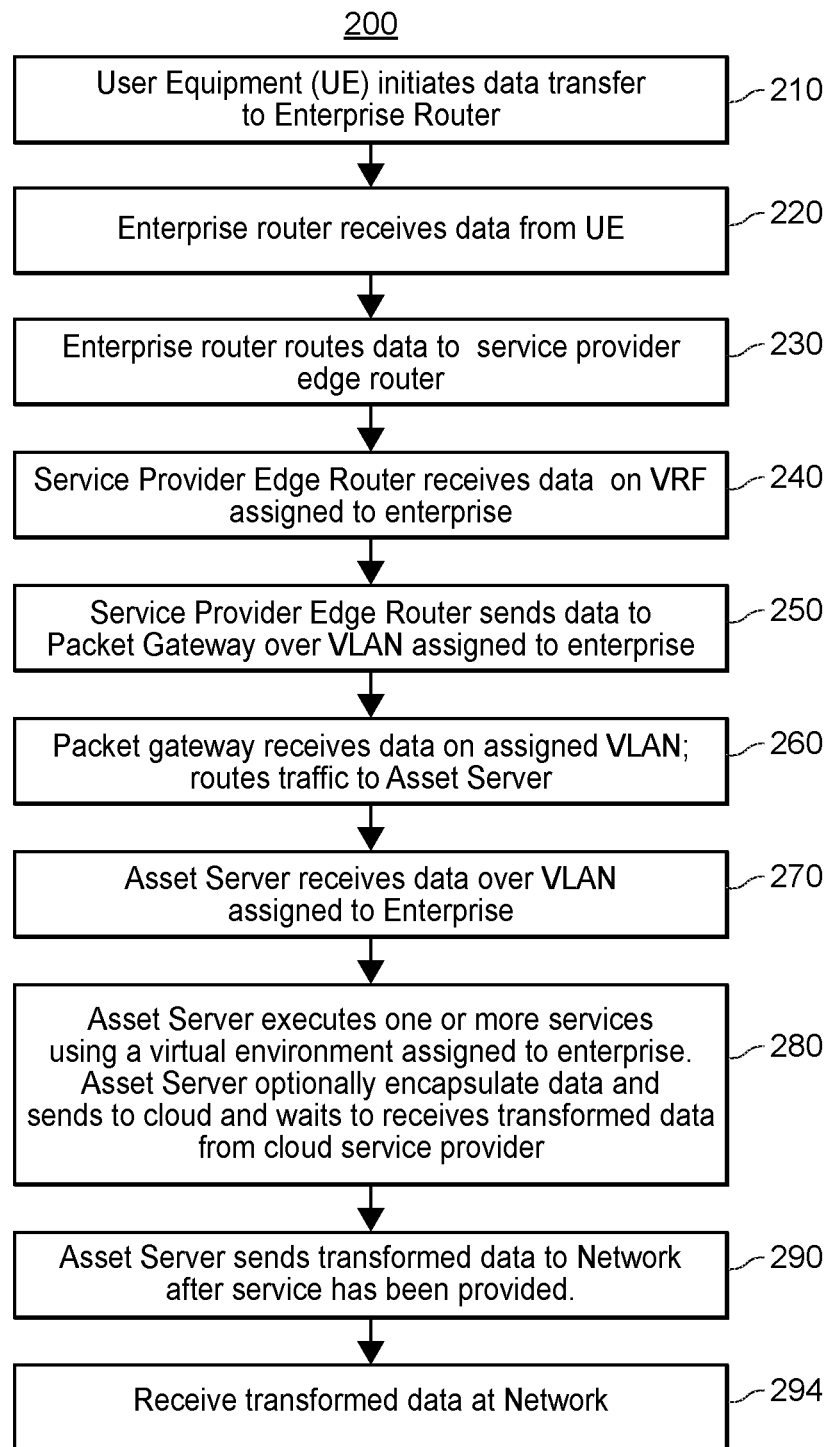 200
User Equipment (UE) initiates data transfer
to Enterprise Router
210
Enterprise router receives data from UE
220
Enterprise router routes data to service provider
edge router
230
Service Provider Edge Router receives data on VRF
assigned to enterprise
240
Service Provider Edge Router sends data to
Packet Gateway over VLAN assigned to enterprise
250
Packet gateway receives data on assigned VLAN;
routes traffic to Asset Server
260
Asset Server receives data over VLAN
assigned to Enterprise
270
Asset Server executes one or more services
using a virtual environment assigned to enterprise.
Asset Server optionally encapsulate data and
sends to cloud and waits to receives transformed data
from cloud service provider
280
Asset Server sends transformed data to Network
after service has been provided.
290
Receive transformed data at Network
294